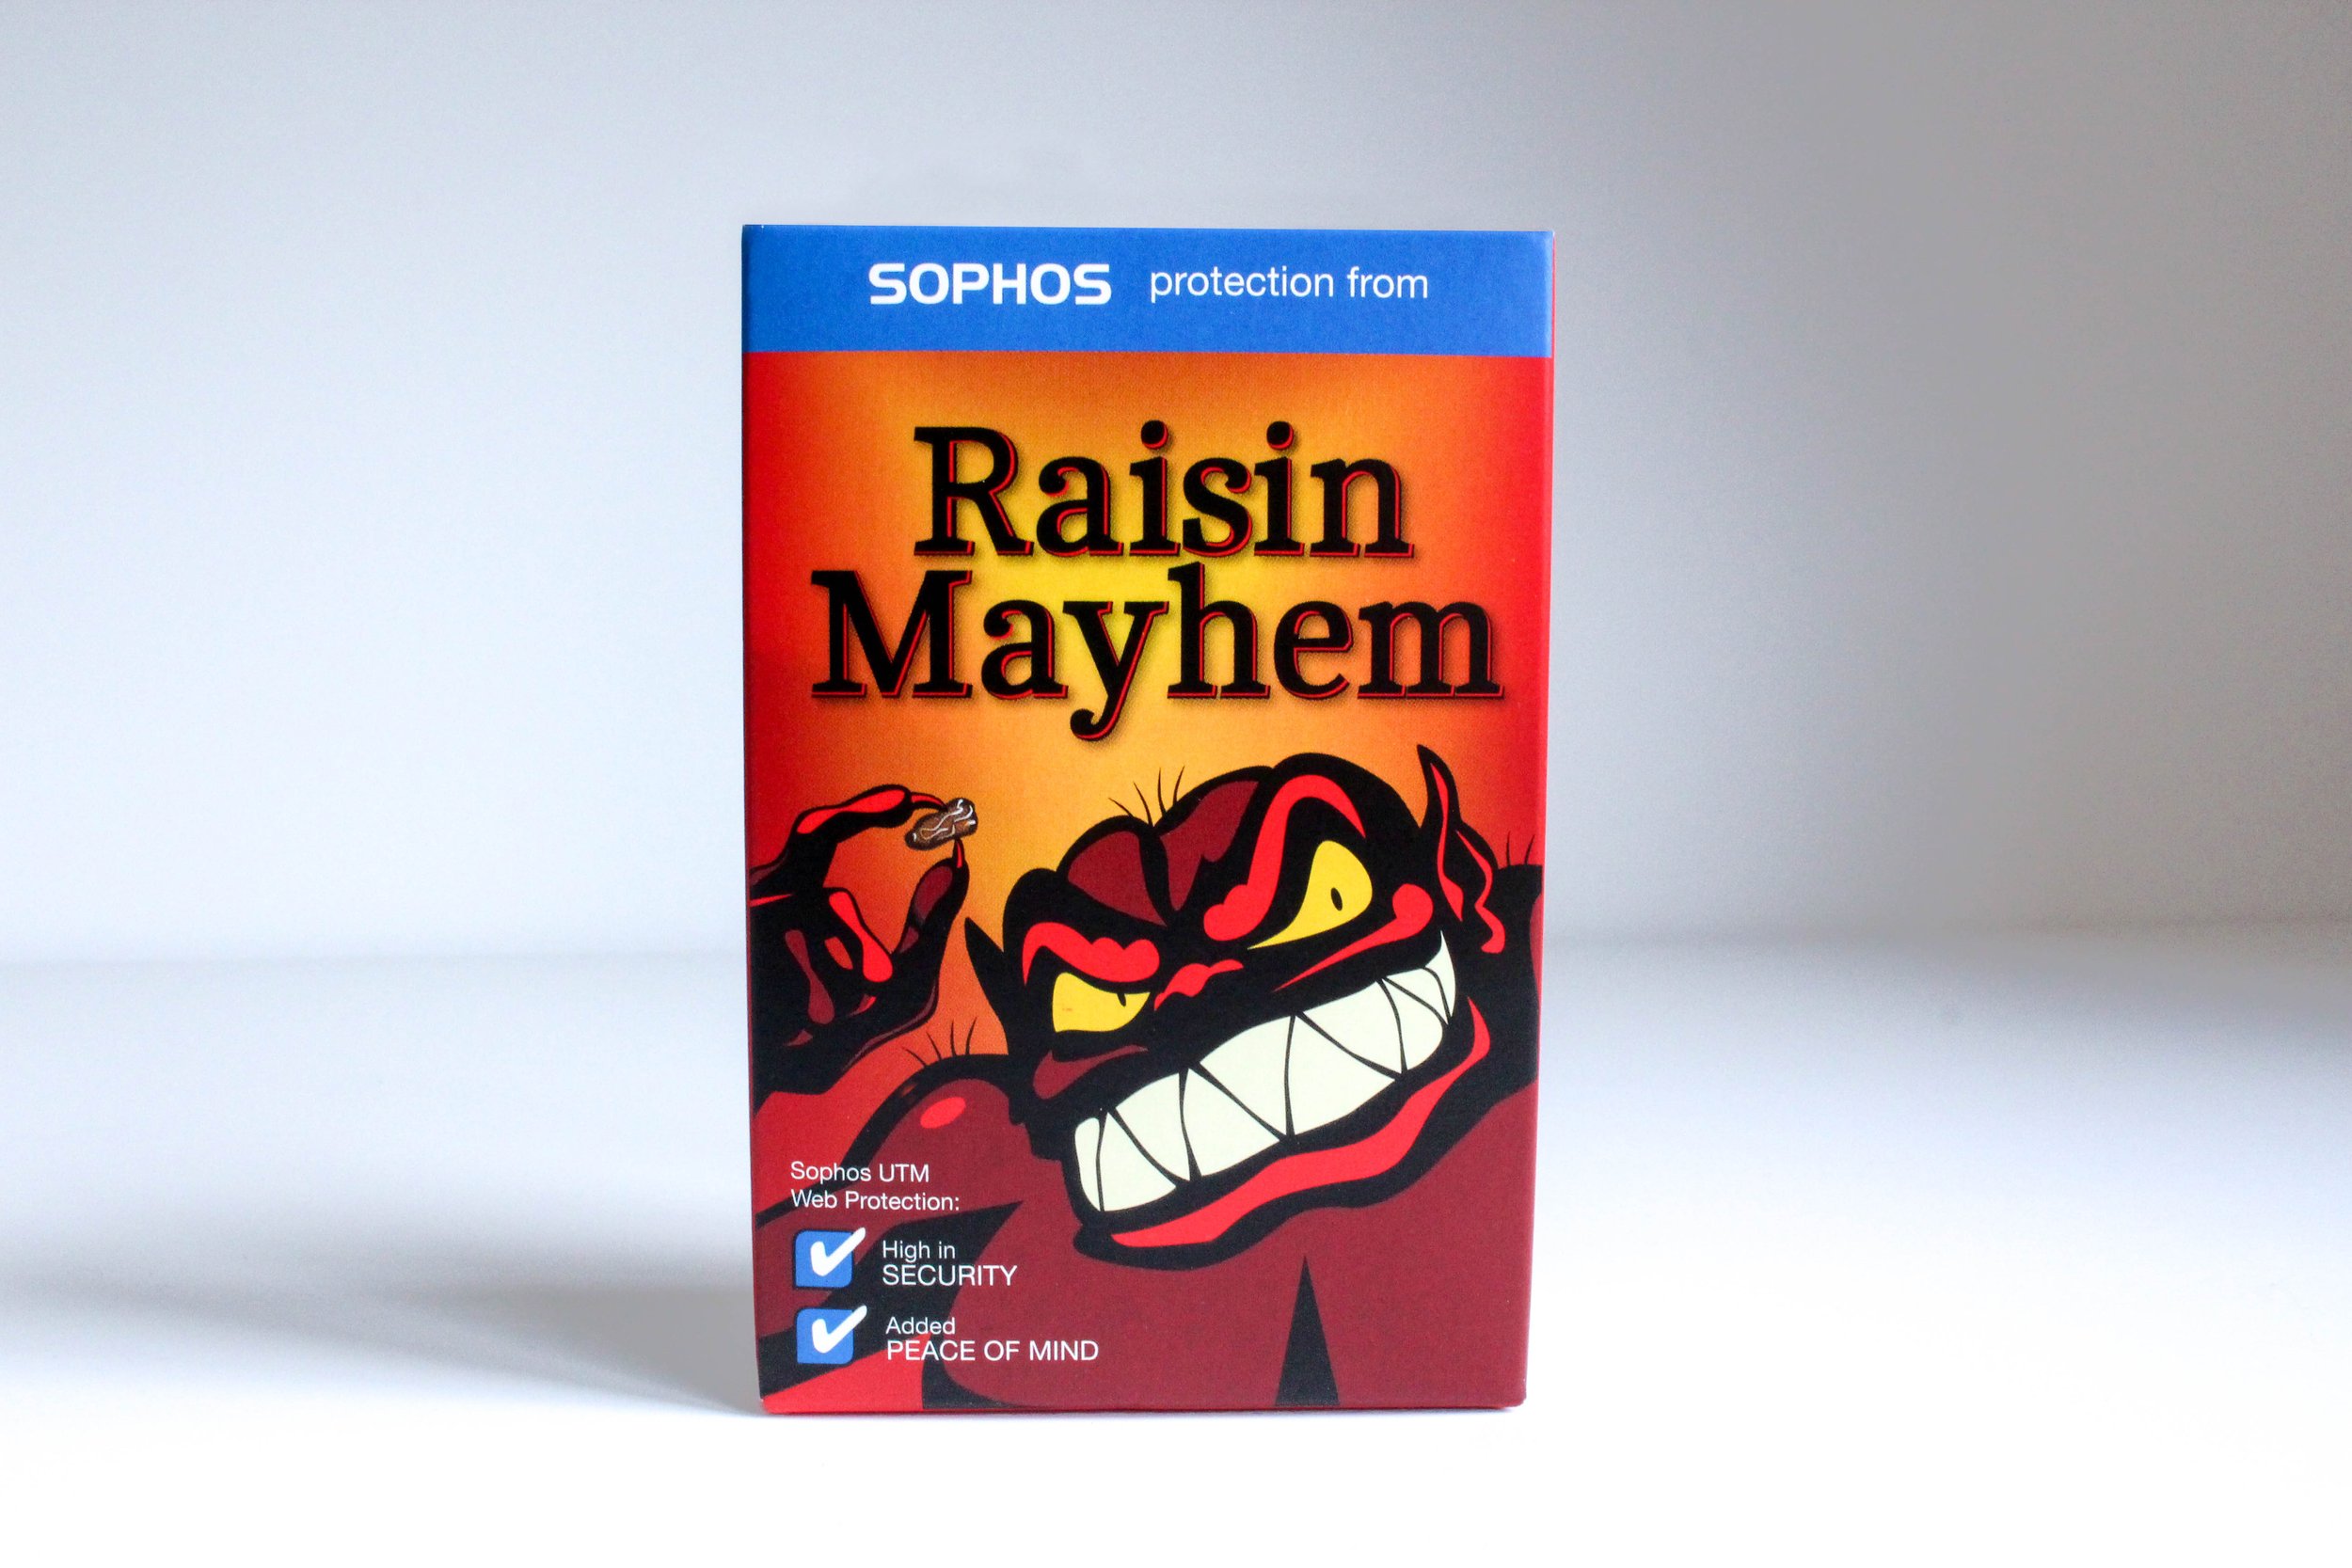 SOPHOS protection from
Raisin
Mayhem
Sophos UTM
Web Protection:
High in
SECURITY
Added
PEACE OF MIND